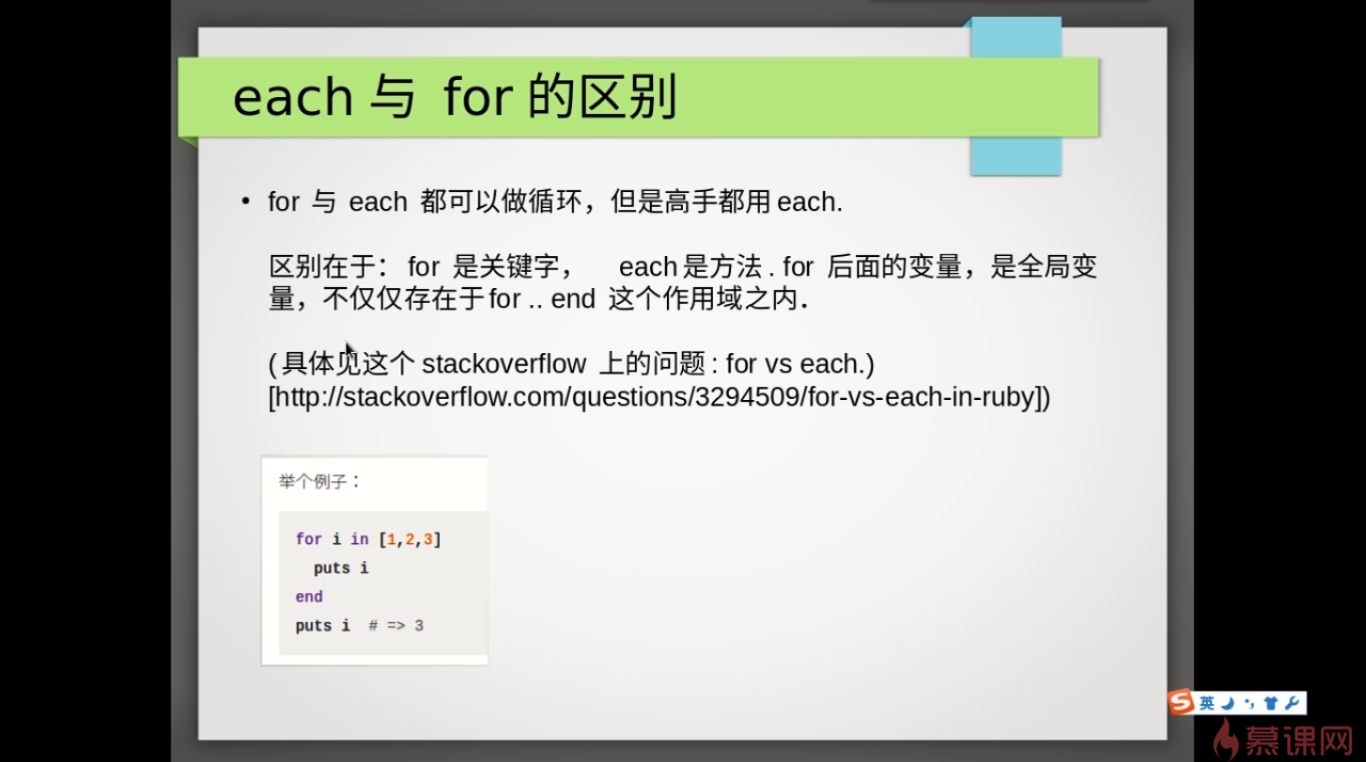 each 与 for 的区别
• for 与 each 都可以做循环，但是高手都用 each.
区别在于： for 是关键字， each 是方法 . for 后面的变量，是全局变
量，不仅仅存在于 for .. end 这个作用域之内．
( 具体见这个 stackoverflow 上的问题 : for vs each.)
[http://stackoverflow.com/questions/3294509/for-vs-each-in-ruby])
举个例子：
for i in [1,2,3]
  puts i
end
puts i  # => 3
S 英
慕课网